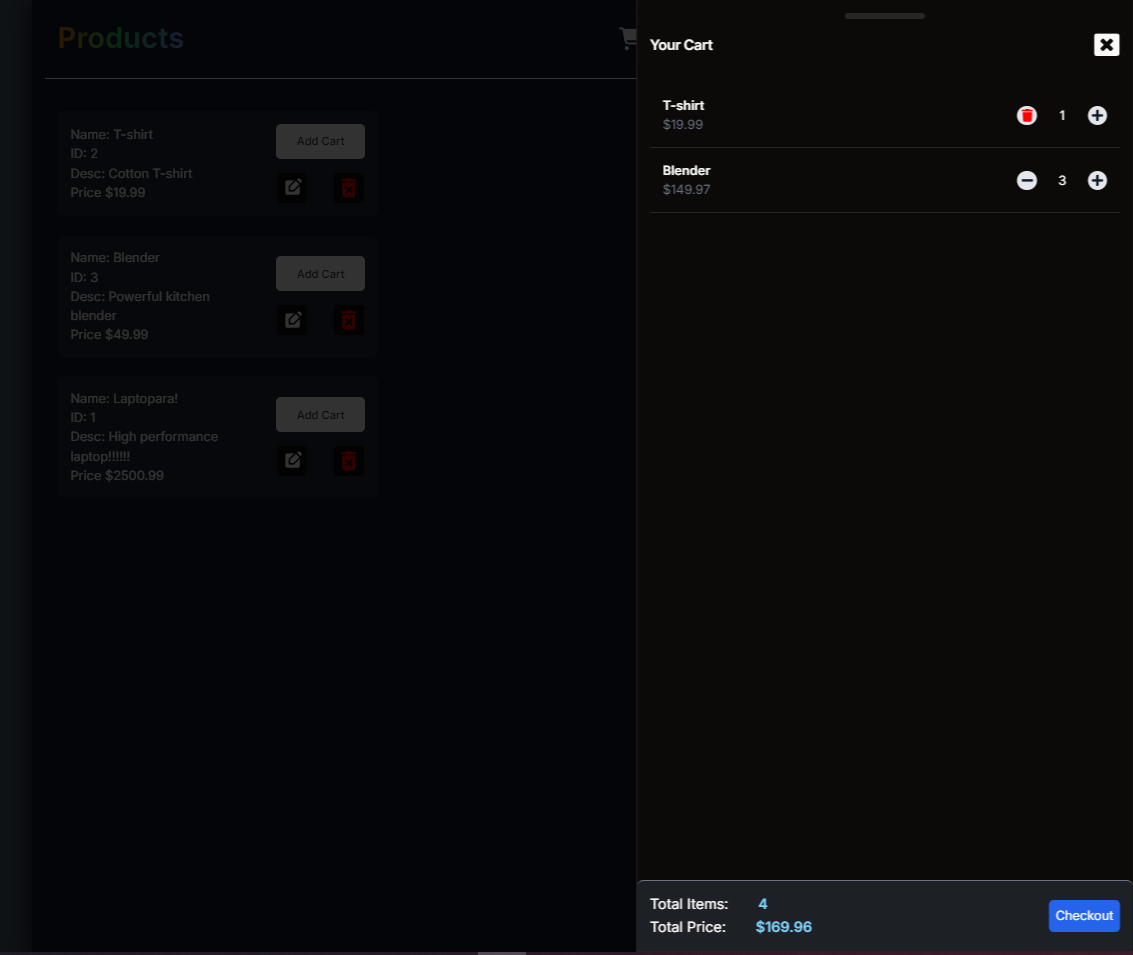 Products
Name: T-shirt
ID: 2
Desc: Cotton T-shirt
Price $19.99
Add Cart
Name: Blender
ID: 3
Desc: Powerful kitchen
blender
Price $49.99
Add Cart
Name: Laptopara!
ID: 1
Desc: High performance
laptop!!!!!!
Price $2500.99
Add Cart
Your Cart
T-shirt
$19.99
1
Blender
$149.97
3
Total Items: 4
Total Price: $169.96
Checkout